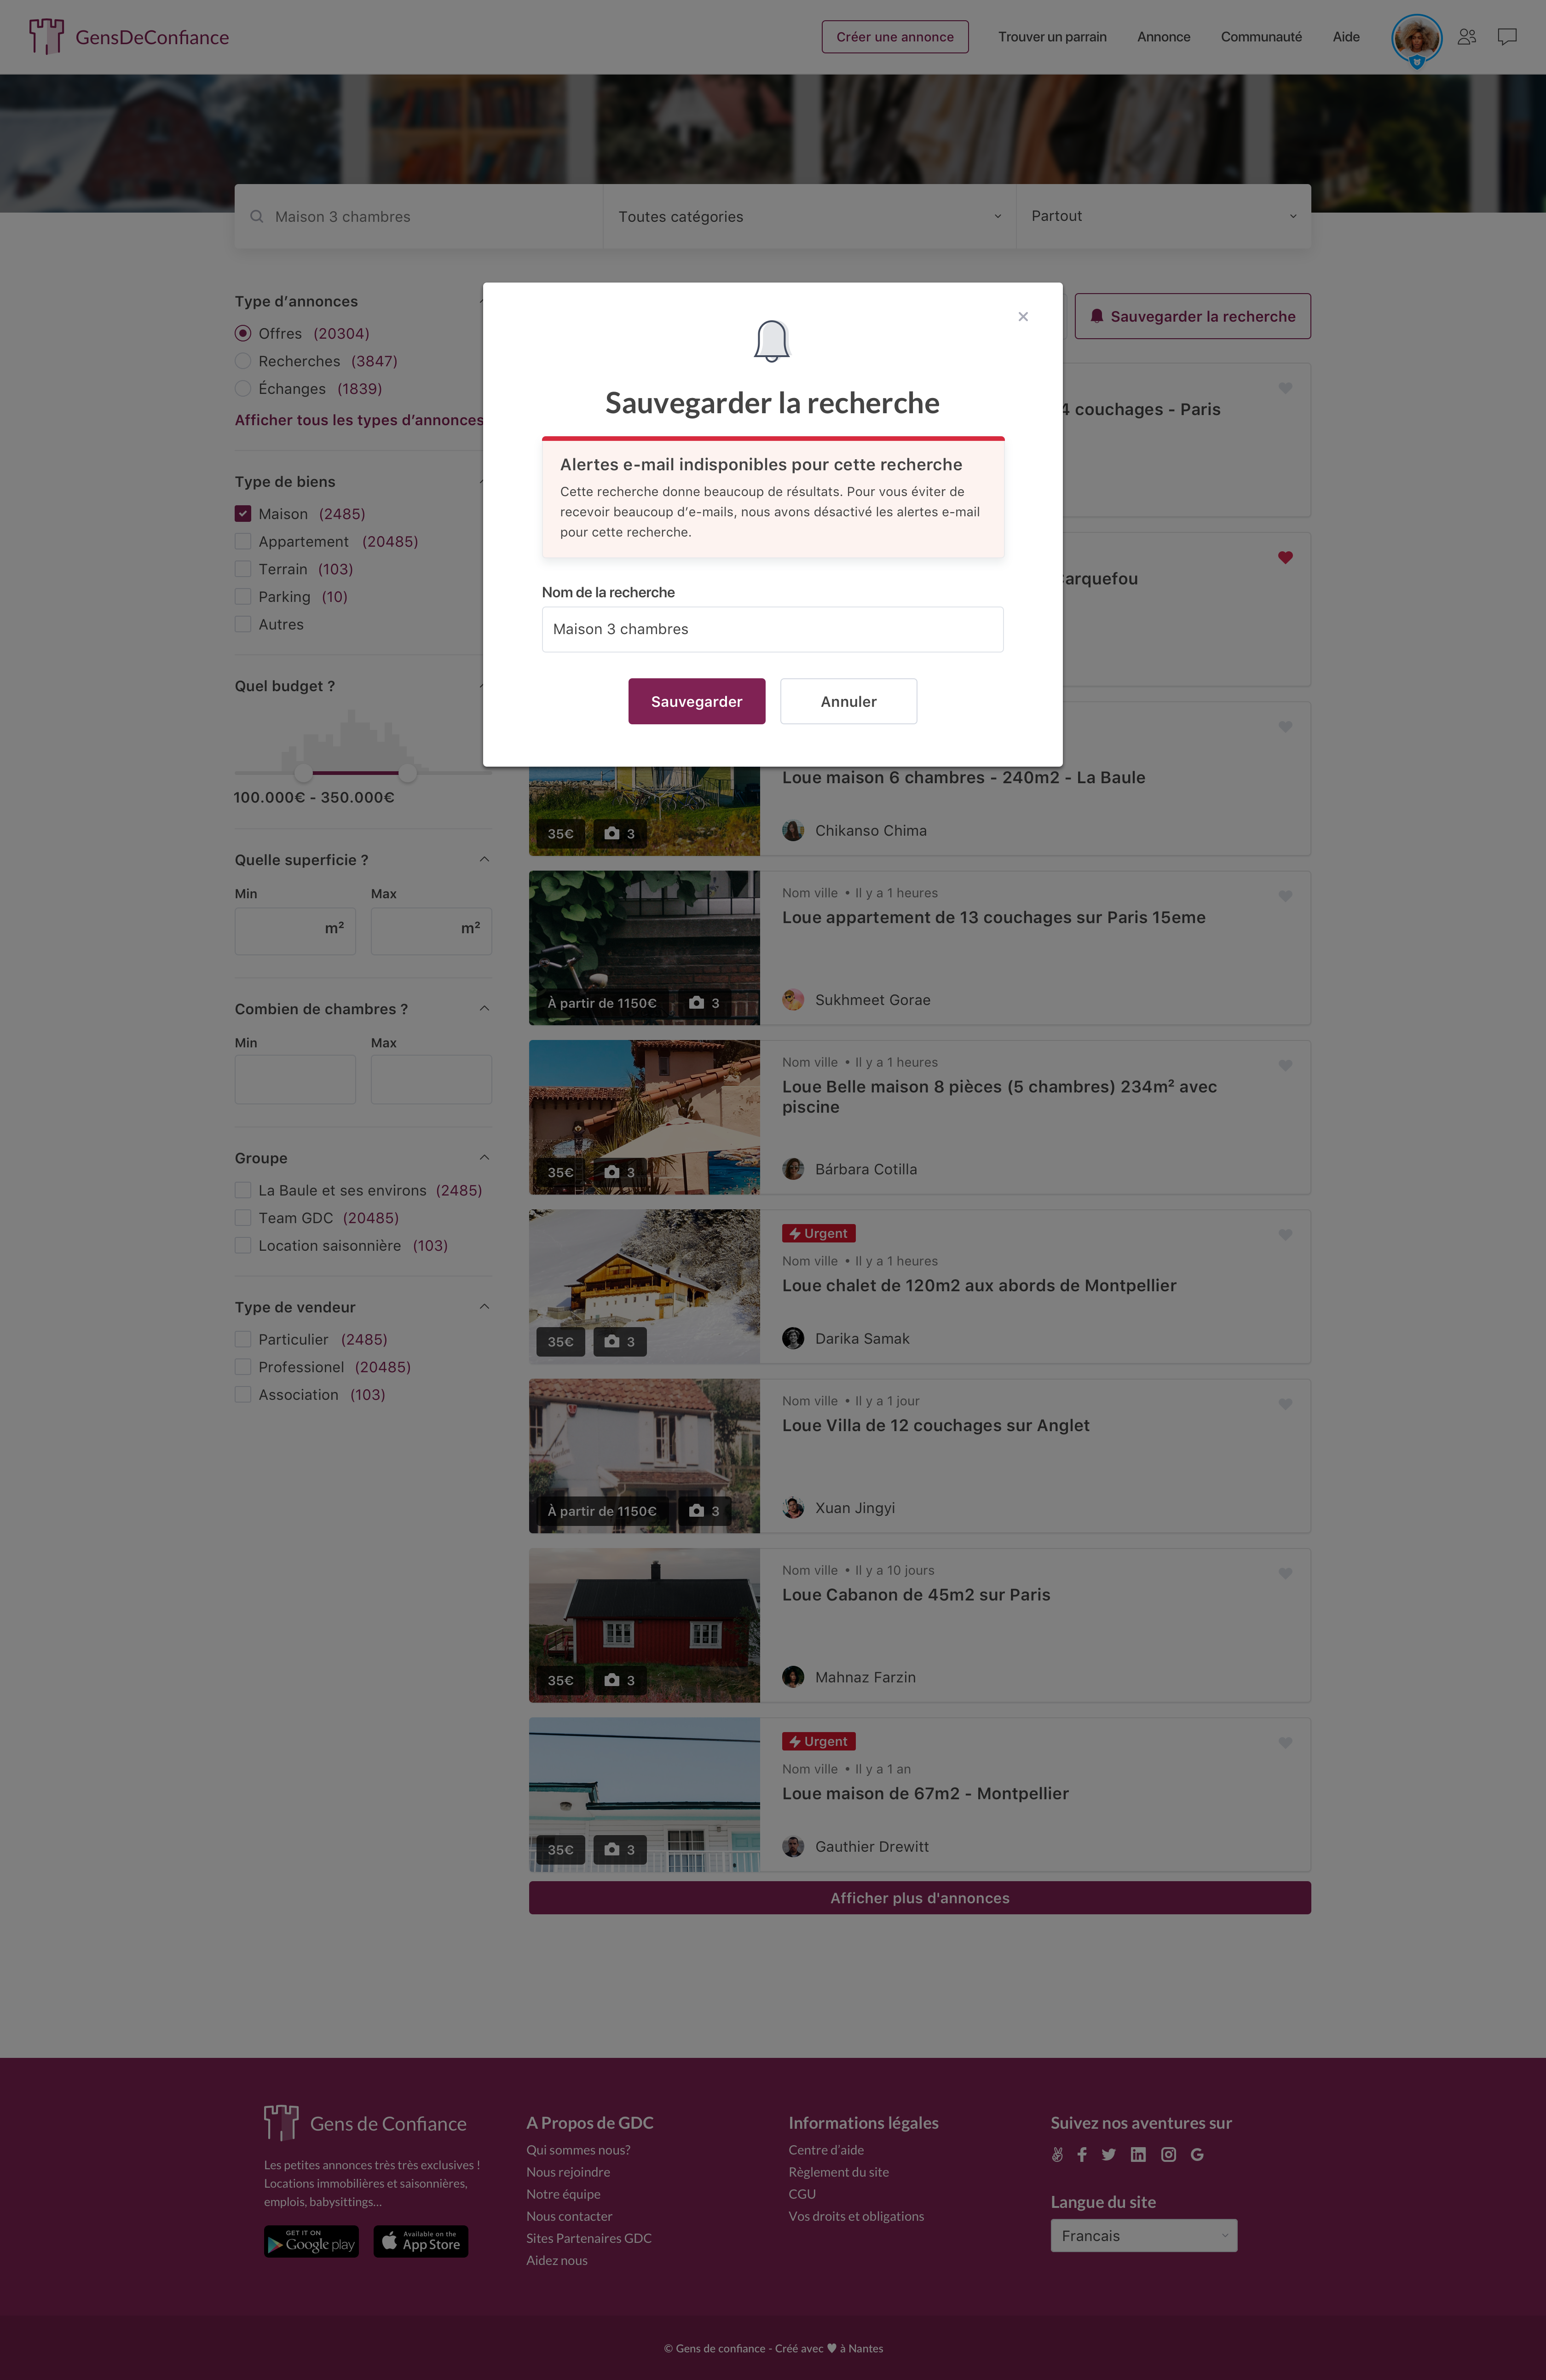 GensDeConfiance
Créer une annonce
Trouver un parrain
Annonce
Communauté
Aide
Maison 3 chambres
Toutes catégories
Partout
Type d’annonces
Offres (20304)
Recherches (3847)
Échanges (1839)
Afficher tous les types d’annonces
Type de biens
Maison (2485)
Appartement (20485)
Terrain (103)
Parking (10)
Autres
Quel budget ?
100.000€ - 350.000€
Quelle superficie ?
Min
Max
m²
m²
Combien de chambres ?
Min
Max
Groupe
La Baule et ses environs (2485)
Team GDC (20485)
Location saisonnière (103)
Type de vendeur
Particulier (2485)
Professionel (20485)
Association (103)
Sauvegarder la recherche
Alertes e-mail indisponibles pour cette recherche
Cette recherche donne beaucoup de résultats. Pour vous éviter de
recevoir beaucoup d’e-mails, nous avons désactivé les alertes e-mail
pour cette recherche.
Nom de la recherche
Maison 3 chambres
Sauvegarder
Annuler
Sauvegarder la recherche
4 couchages - Paris
Carquefou
Loue maison 6 chambres - 240m2 - La Baule
Chikanso Chima
35€
3
Nom ville • Il y a 1 heures
Loue appartement de 13 couchages sur Paris 15eme
Sukhmeet Gorae
À partir de 1150€
3
Nom ville • Il y a 1 heures
Loue Belle maison 8 pièces (5 chambres) 234m² avec
piscine
Bárbara Cotilla
35€
3
Urgent
Nom ville • Il y a 1 heures
Loue chalet de 120m2 aux abords de Montpellier
Darika Samak
35€
3
Nom ville • Il y a 1 jour
Loue Villa de 12 couchages sur Anglet
Xuan Jingyi
À partir de 1150€
3
Nom ville • Il y a 10 jours
Loue Cabanon de 45m2 sur Paris
Mahnaz Farzin
35€
3
Urgent
Nom ville • Il y a 1 an
Loue maison de 67m2 - Montpellier
Gauthier Drewitt
35€
3
Afficher plus d'annonces
Gens de Confiance
Les petites annonces très très exclusives !
Locations immobilières et saisonnières,
emplois, babysittings...
GET IT ON
Google play
Available on the
App Store
A Propos de GDC
Qui sommes nous?
Nous rejoindre
Notre équipe
Nous contacter
Sites Partenaires GDC
Aidez nous
Informations légales
Centre d’aide
Règlement du site
CGU
Vos droits et obligations
Suivez nos aventures sur
Langue du site
Francais
© Gens de confiance - Créé avec ♥ à Nantes